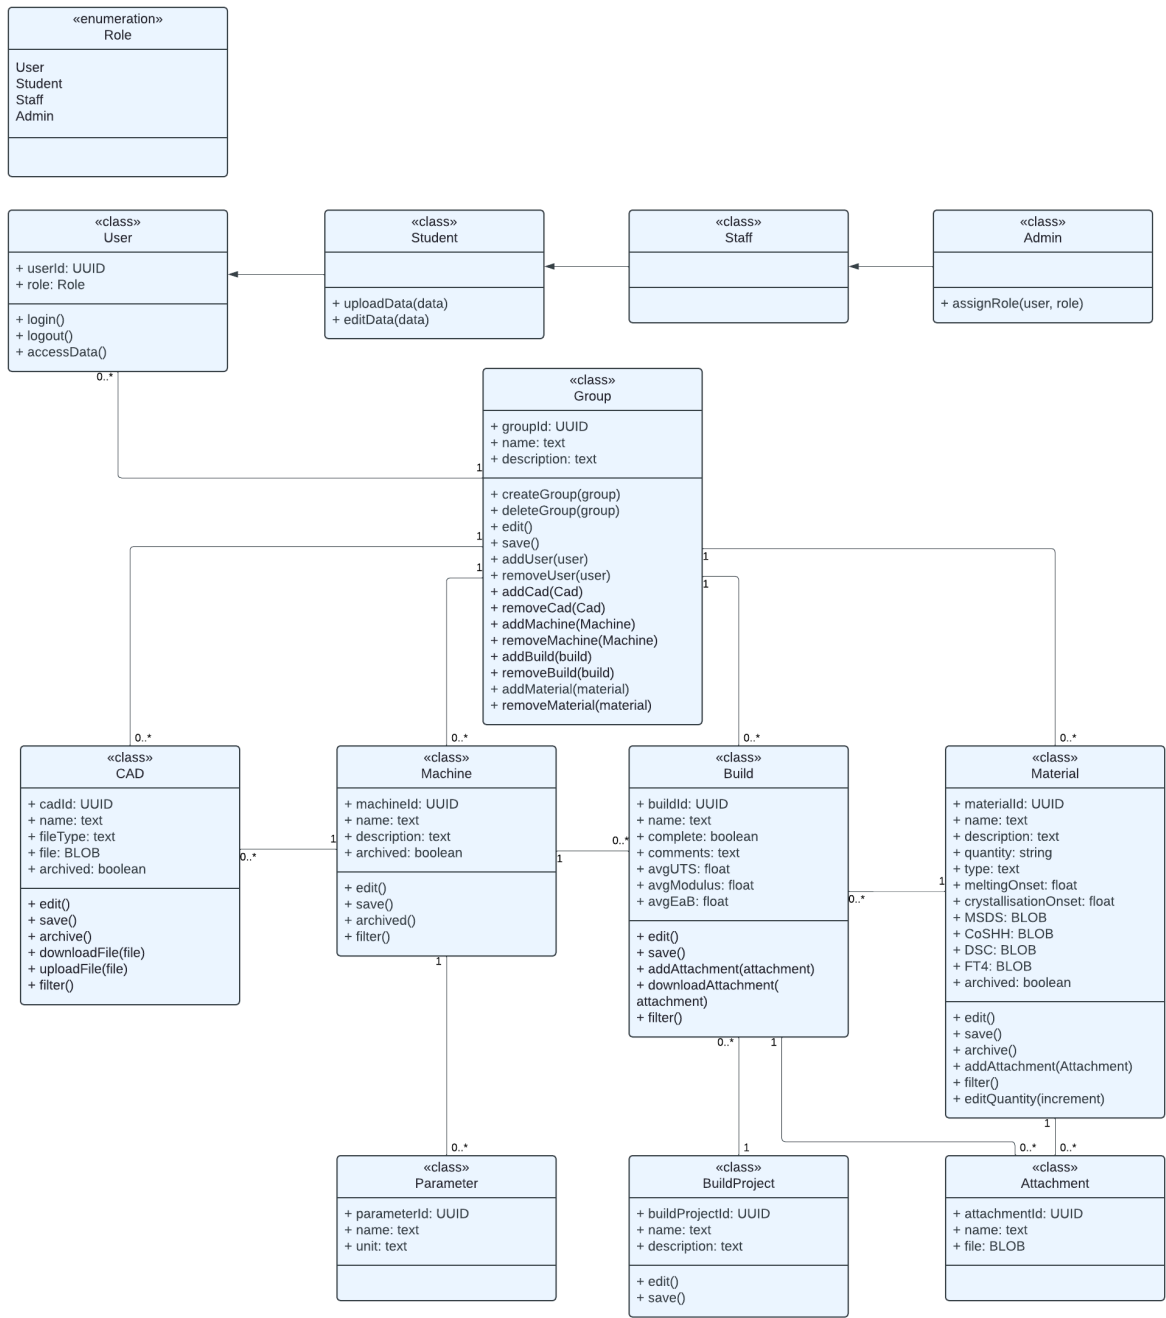 «enumeration»
Role
User
Student
Staff
Admin
«class»
User
+ userId: UUID
+ role: Role
+ login()
+ logout()
+ accessData()
«class»
Student
+ uploadData(data)
+ editData(data)
«class»
Staff
«class»
Admin
+ assignRole(user, role)
0..*
1
«class»
Group
+ groupId: UUID
+ name: text
+ description: text
+ createGroup(group)
+ deleteGroup(group)
+ edit()
+ save()
+ addUser(user)
+ removeUser(user)
+ addCad(Cad)
+ removeCad(Cad)
+ addMachine(Machine)
+ removeMachine(Machine)
+ addBuild(build)
+ removeBuild(build)
+ addMaterial(material)
+ removeMaterial(material)
1
1
1
1
0..*
0..*
0..*
0..*
«class»
CAD
+ cadId: UUID
+ name: text
+ fileType: text
+ file: BLOB
+ archived: boolean
+ edit()
+ save()
+ archive()
+ downloadFile(file)
+ uploadFile(file)
+ filter()
0..*
1
«class»
Machine
+ machineId: UUID
+ name: text
+ description: text
+ archived: boolean
+ edit()
+ save()
+ archived()
+ filter()
1
0..*
«class»
Build
+ buildId: UUID
+ name: text
+ complete: boolean
+ comments: text
+ avgUTS: float
+ avgModulus: float
+ avgEaB: float
+ edit()
+ save()
+ addAttachment(attachment)
+ downloadAttachment(
attachment)
+ filter()
0..*
1
«class»
Material
+ materialId: UUID
+ name: text
+ description: text
+ quantity: string
+ type: text
+ meltingOnset: float
+ crystallisationOnset: float
+ MSDS: BLOB
+ CoSHH: BLOB
+ DSC: BLOB
+ FT4: BLOB
+ archived: boolean
+ edit()
+ save()
+ archive()
+ addAttachment(Attachment)
+ filter()
+ editQuantity(increment)
1
0..*
1
1
0..*
1
0..*
0..*
«class»
Parameter
+ parameterId: UUID
+ name: text
+ unit: text
«class»
BuildProject
+ buildProjectId: UUID
+ name: text
+ description: text
+ edit()
+ save()
«class»
Attachment
+ attachmentId: UUID
+ name: text
+ file: BLOB